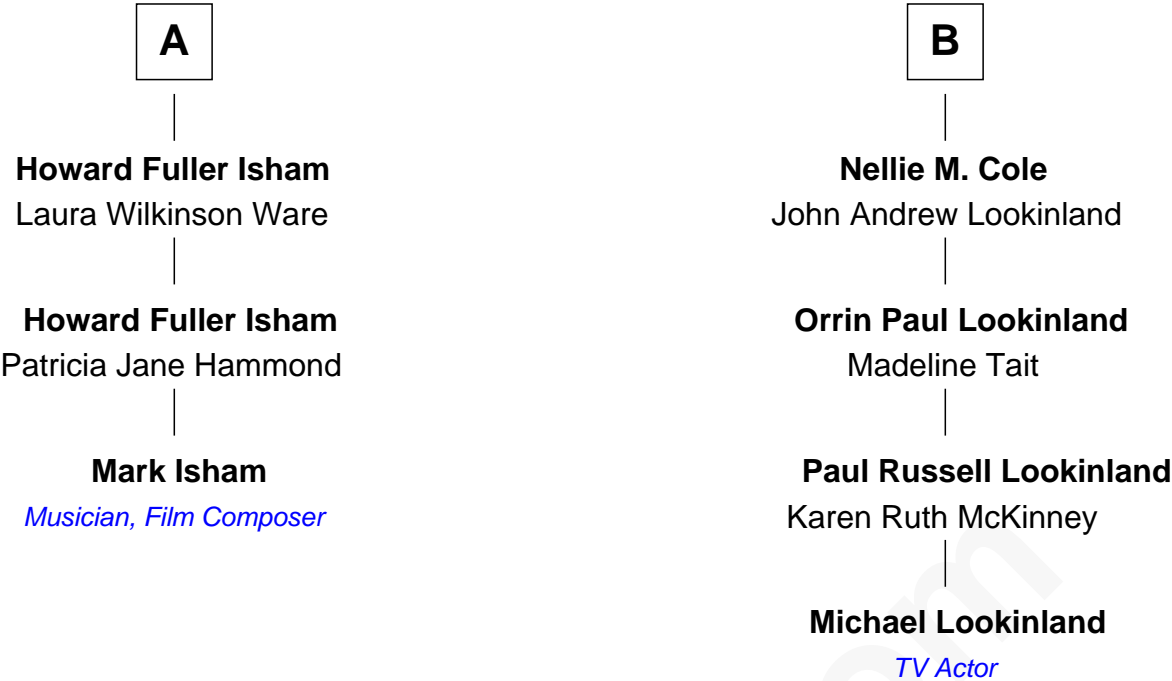 A
B
Howard Fuller Isham
Laura Wilkinson Ware
Nellie M. Cole
John Andrew Lookinland
Howard Fuller Isham
Patricia Jane Hammond
Orrin Paul Lookinland
Madeline Tait
Mark Isham
Musician, Film Composer
Paul Russell Lookinland
Karen Ruth McKinney
Michael Lookinland
TV Actor
om